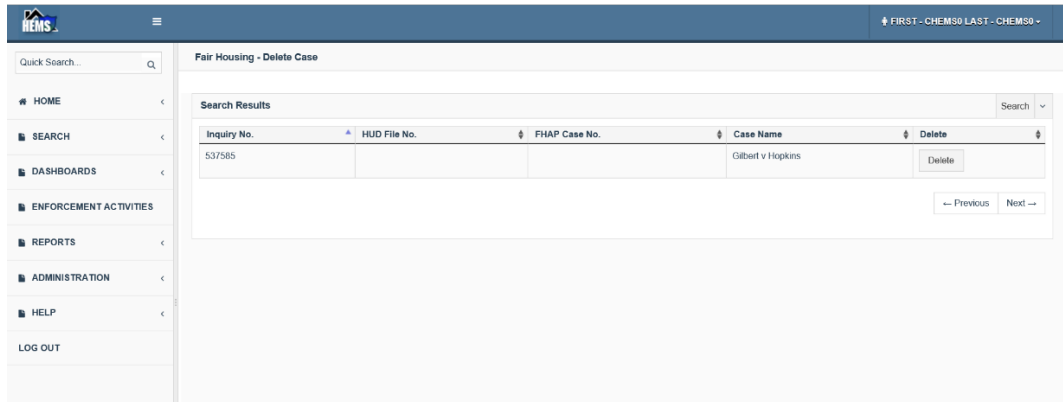 HEMS
FIRST - CHEMS0 LAST - CHEMS0
Quick Search...
Fair Housing - Delete Case
HOME
SEARCH
DASHBOARDS
ENFORCEMENT ACTIVITIES
REPORTS
ADMINISTRATION
HELP
LOG OUT
Search Results
Search
Inquiry No. HUD File No. FHAP Case No. Case Name Delete
537585 Gilbert v Hopkins Delete
← Previous Next →